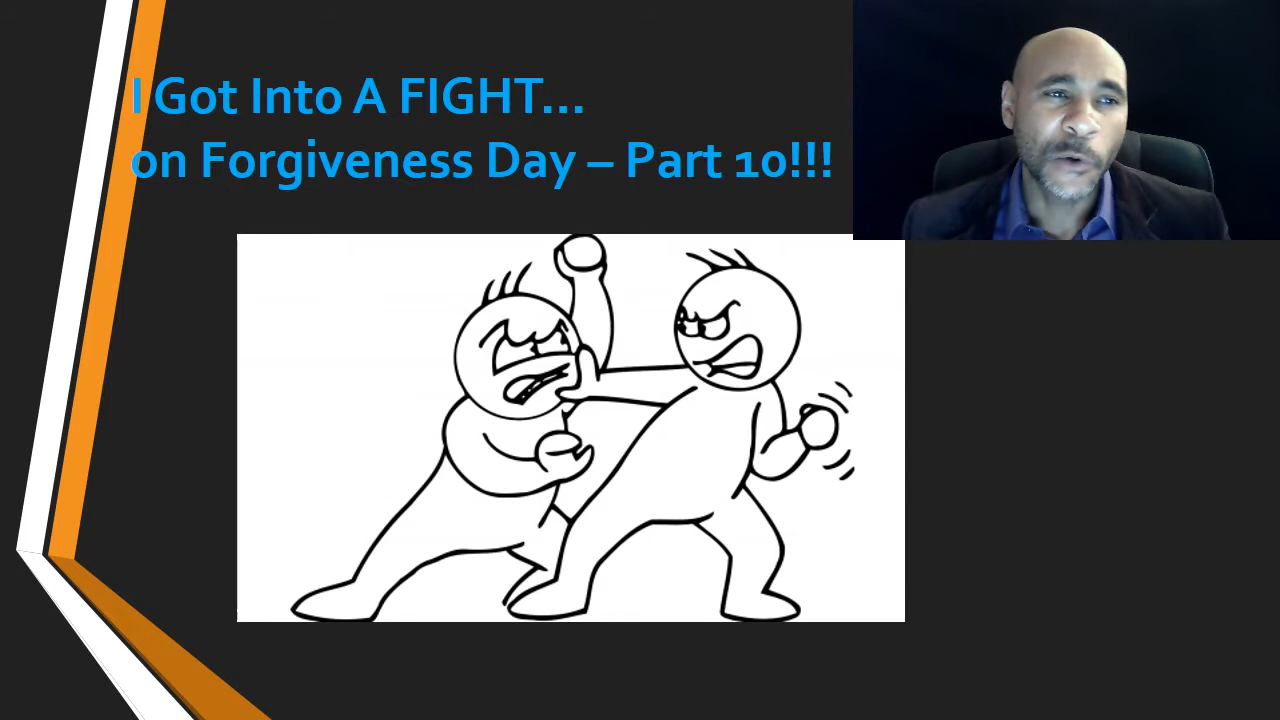 I Got Into A FIGHT...
on Forgiveness Day – Part 10!!!